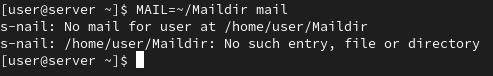 [user@server ~]$ MAIL=~/Maildir mail
s-nail: No mail for user at /home/user/Maildir
s-nail: /home/user/Maildir: No such entry, file or directory
[user@server ~]$